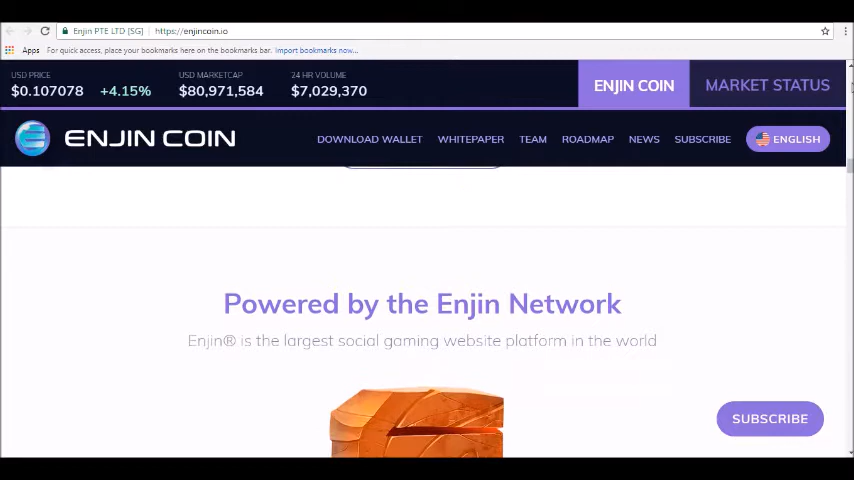 Enjin PTE LTD [SG] https://enjincoin.io
Apps For quick access, place your bookmarks here on the bookmarks bar. Import bookmarks now...
USD PRICE USD MARKETCAP 24 HR VOLUME
$0.107078 +4.15% $80,971,584 $7,029,370
ENJIN COIN MARKET STATUS
ENJIN COIN DOWNLOAD WALLET WHITEPAPER TEAM ROADMAP NEWS SUBSCRIBE ENGLISH
Powered by the Enjin Network
Enjin® is the largest social gaming website platform in the world
SUBSCRIBE